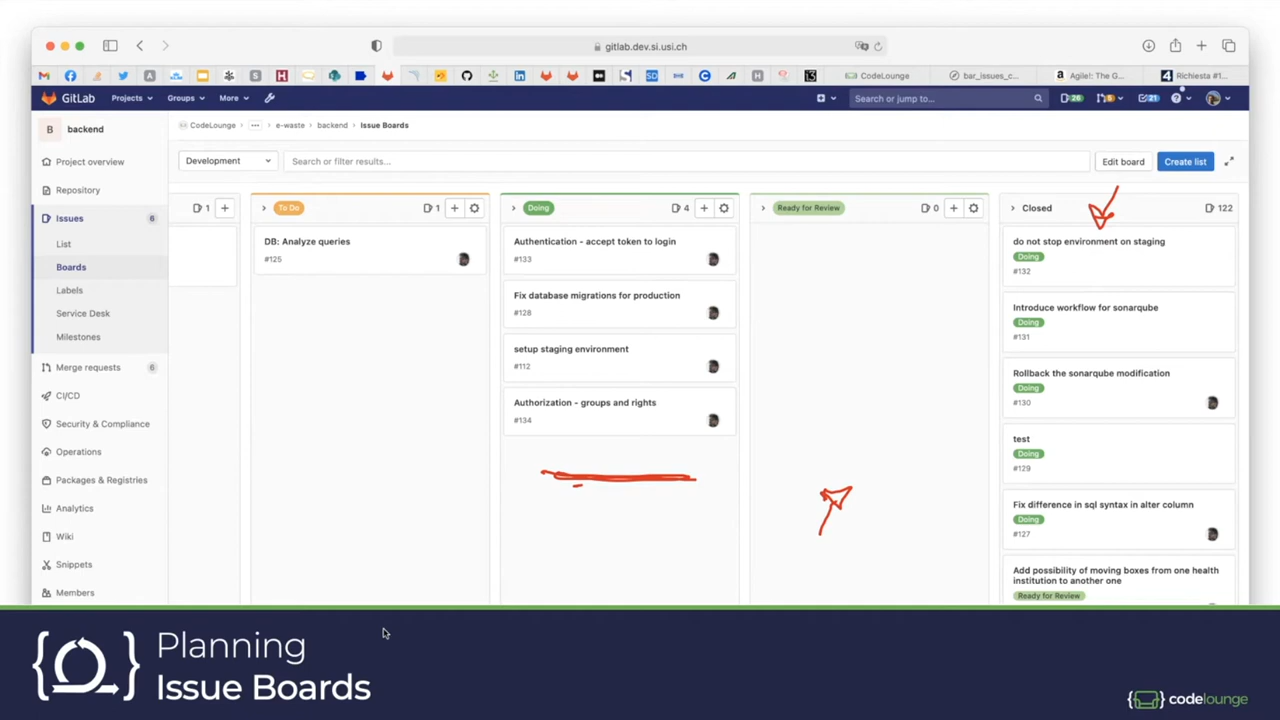 gitlab.dev.si.usi.ch
CodeLounge
bar_issues_c...
Agile!: The G...
Richiesta #1...
GitLab Projects Groups More
Search or jump to...
26
21
B backend
CodeLounge > ... > e-waste > backend > Issue Boards
Project overview
Repository
Issues 6
List
Boards
Labels
Service Desk
Milestones
Merge requests 6
CI/CD
Security & Compliance
Operations
Packages & Registries
Analytics
Wiki
Snippets
Members
Development
Search or filter results...
Edit board
Create list
1
To Do 1
DB: Analyze queries
#125
Doing 4
Authentication - accept token to login
#133
Fix database migrations for production
#128
setup staging environment
#112
Authorization - groups and rights
#134
Ready for Review 0
Closed 122
do not stop environment on staging
Doing
#132
Introduce workflow for sonarqube
Doing
#131
Rollback the sonarqube modification
Doing
#130
test
Doing
#129
Fix difference in sql syntax in alter column
Doing
#127
Add possibility of moving boxes from one health
institution to another one
Ready for Review
Planning
Issue Boards
codelounge